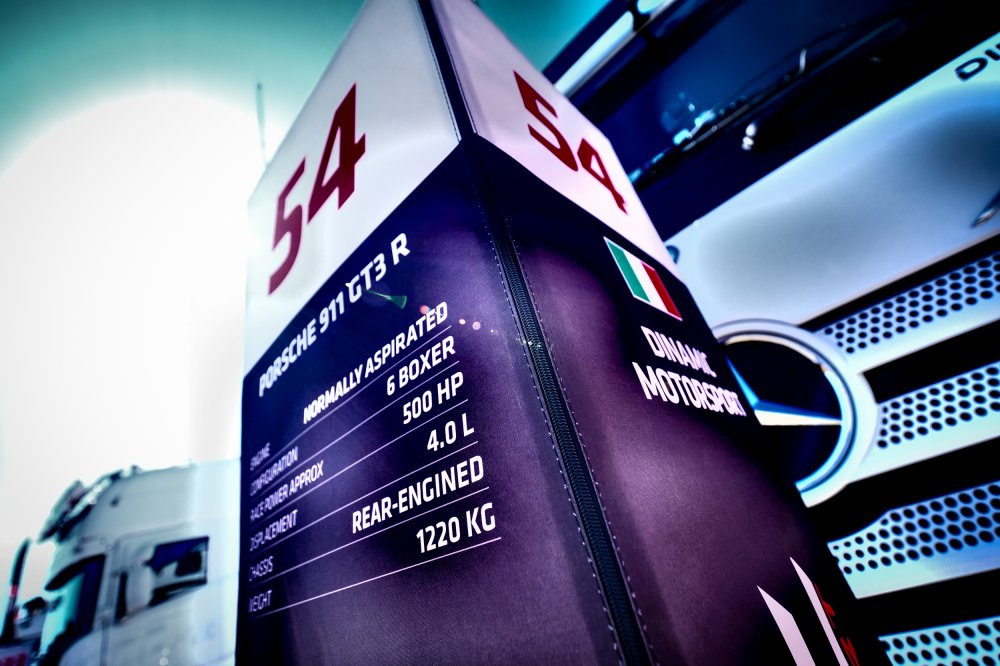 54
PORSCHE 911 GT3 R
ENGINE NORMALLY ASPIRATED
CONFIGURATION 6 BOXER
RACE POWER APPROX 500 HP
DISPLACEMENT 4.0 L
CHASSIS REAR-ENGINED
WEIGHT 1220 KG
54
DINAMIC
MOTORSPORT